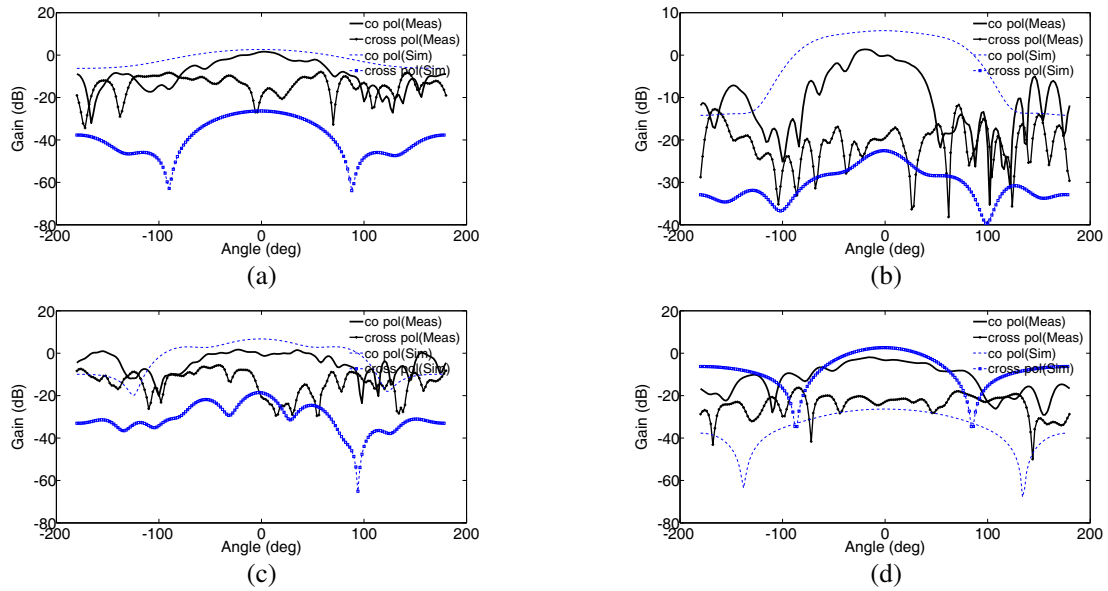 20
0
-20
-40
-60
-80
-200
-100
0
100
200
Gain (dB)
Angle (deg)
co pol(Meas)
cross pol(Meas)
co pol(Sim)
cross pol(Sim)
(a)
10
0
-10
-20
-30
-40
-200
-100
0
100
200
Gain (dB)
Angle (deg)
co pol(Meas)
cross pol(Meas)
co pol(Sim)
cross pol(Sim)
(b)
20
0
-20
-40
-60
-80
-200
-100
0
100
200
Gain (dB)
Angle (deg)
co pol(Meas)
cross pol(Meas)
co pol(Sim)
cross pol(Sim)
(c)
20
0
-20
-40
-60
-80
-200
-100
0
100
200
Gain (dB)
Angle (deg)
co pol(Meas)
cross pol(Meas)
co pol(Sim)
cross pol(Sim)
(d)